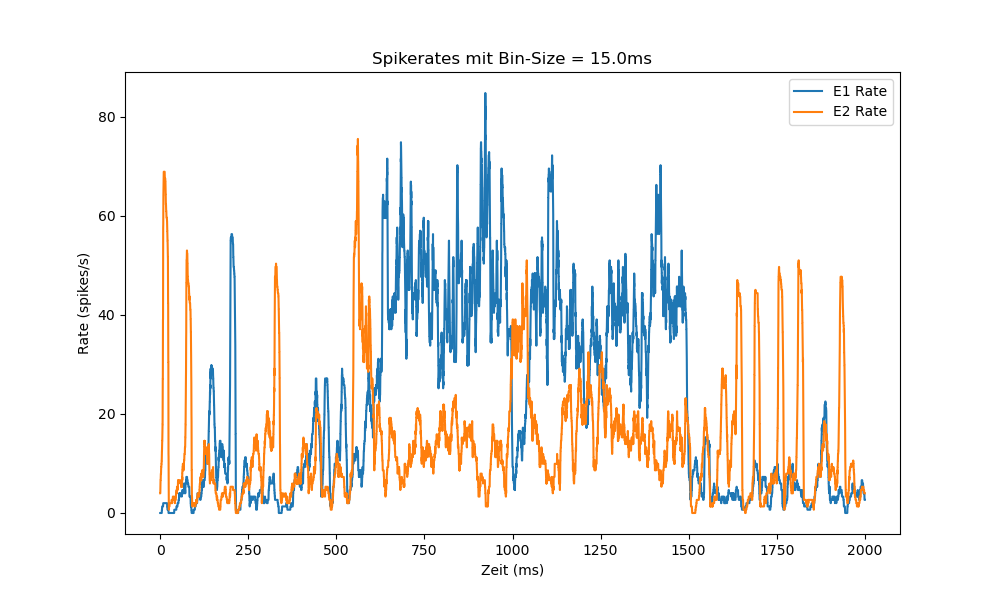 Spikerates mit Bin-Size = 15.0ms
E1 Rate
E2 Rate
80
60
40
20
0
Rate (spikes/s)
0 250 500 750 1000 1250 1500 1750 2000
Zeit (ms)